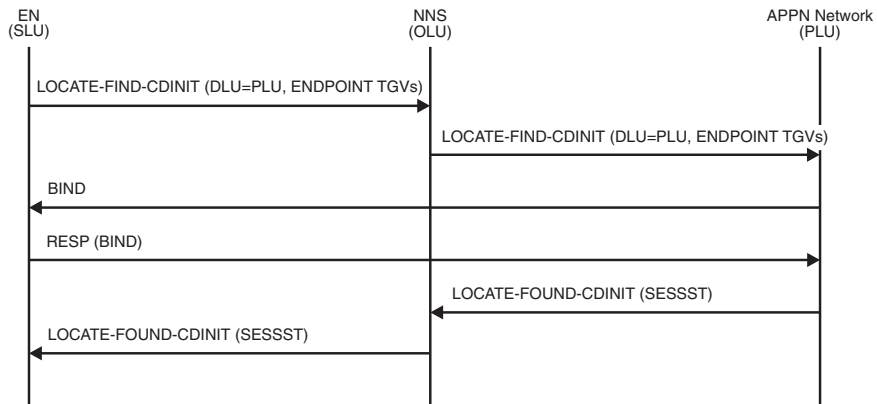 EN
(SLU)
NNS
(OLU)
APPN Network
(PLU)
LOCATE-FIND-CDINIT (DLU=PLU, ENDPOINT TGVs)
LOCATE-FIND-CDINIT (DLU=PLU, ENDPOINT TGVs)
BIND
RESP (BIND)
LOCATE-FOUND-CDINIT (SESSST)
LOCATE-FOUND-CDINIT (SESSST)